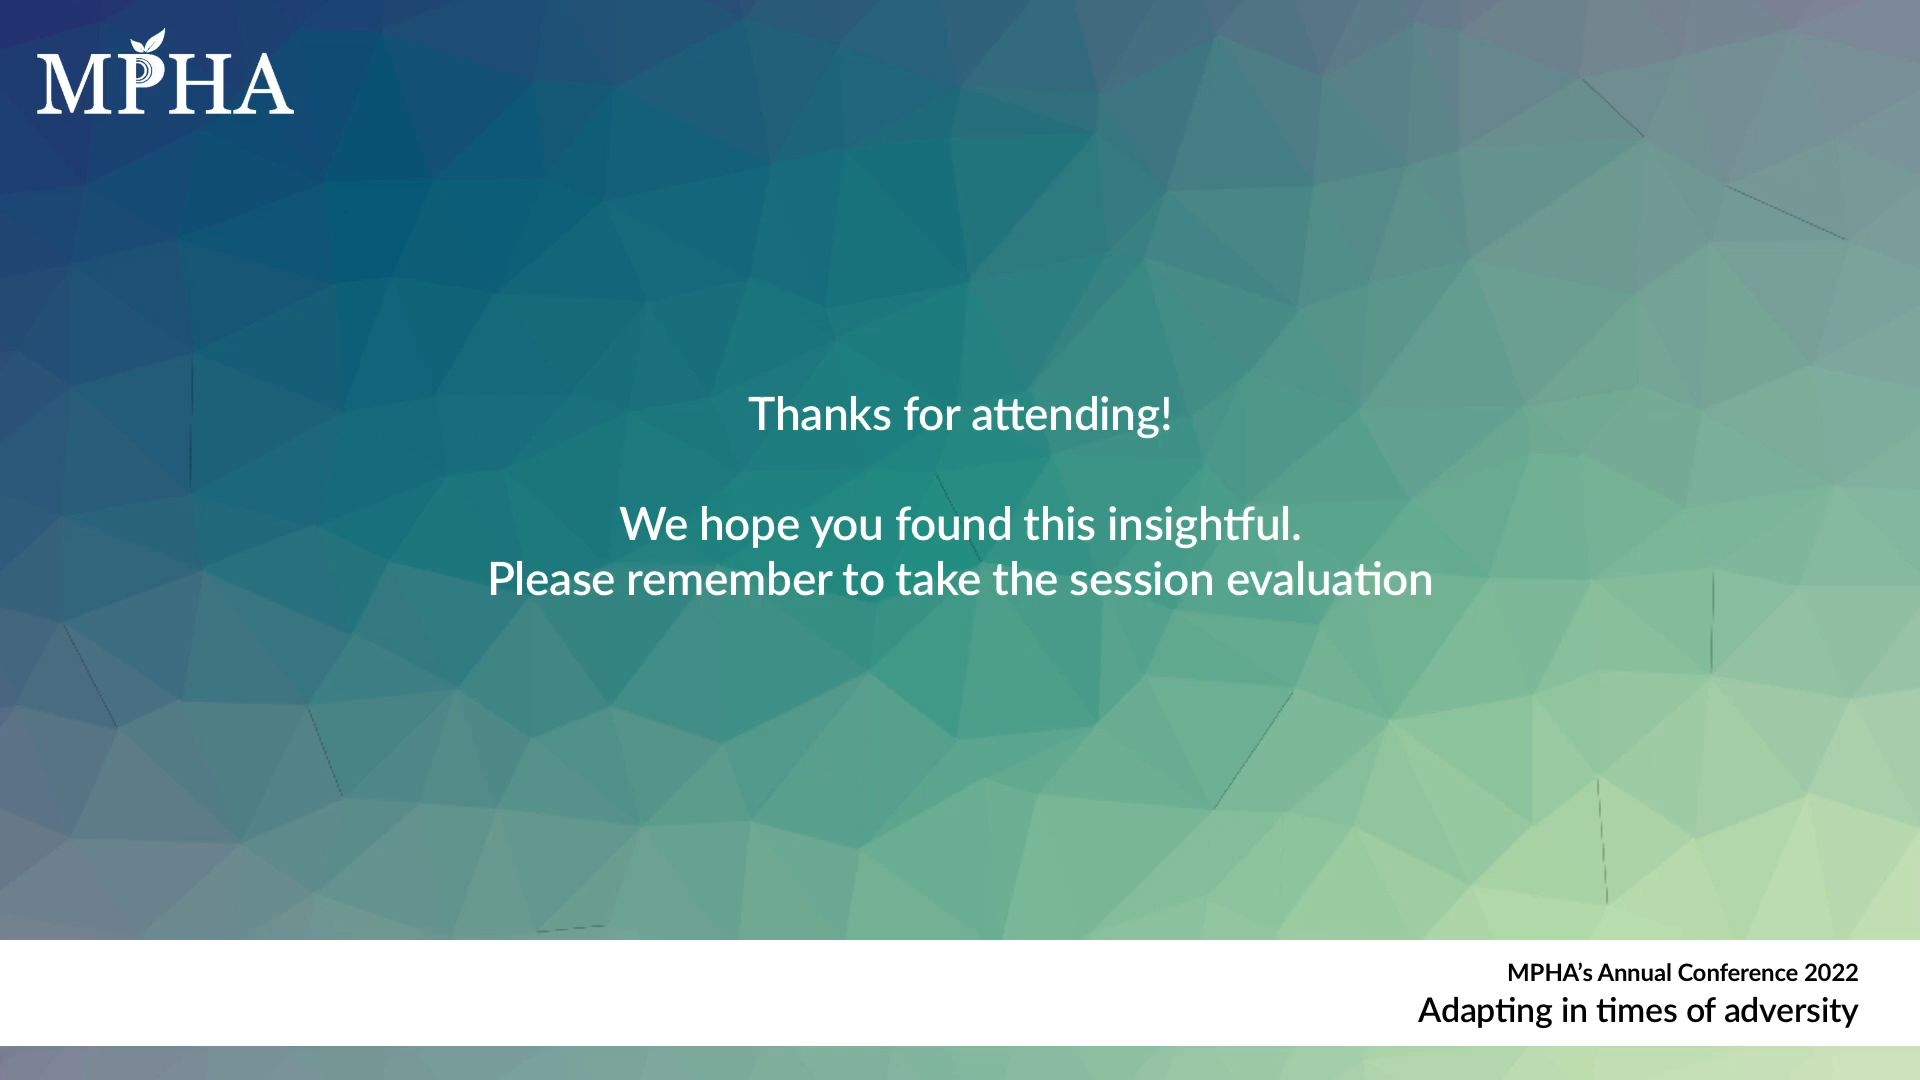 MPHA
Thanks for attending!
We hope you found this insightful.
Please remember to take the session evaluation
MPHA’s Annual Conference 2022
Adapting in times of adversity